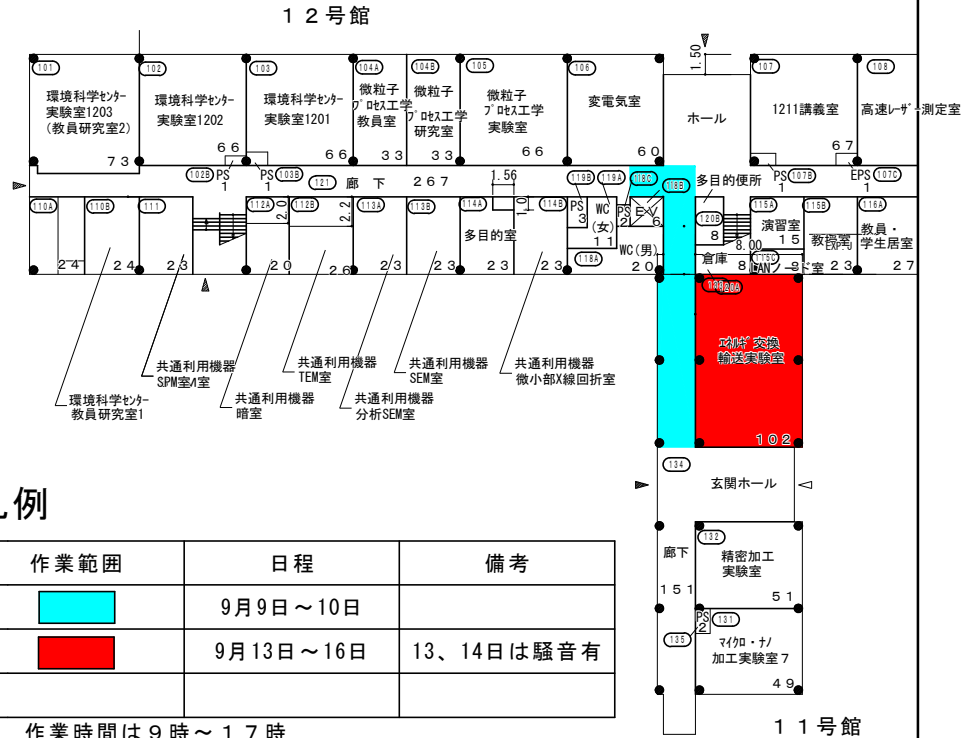 １２号館
1.50
101
102
103
104A
104B
105
106
107
108
環境科学ｾﾝﾀｰ
実験室1203
(教員研究室2)
７３
環境科学ｾﾝﾀｰ
実験室1202
６６
環境科学ｾﾝﾀｰ
実験室1201
６６
微粒子
ﾌﾟﾛｾｽ工学
教員室
３３
微粒子
ﾌﾟﾛｾｽ工学
研究室
３３
微粒子
ﾌﾟﾛｾｽ工学
実験室
６６
変電気室
６０
ホール
1211講義室
６７
高速ﾚｰｻﾞｰ測定室
102B
PS
1
PS
1
103B
121
廊 下 ２６７
1.56
119B
119A
118C
118B
多目的便所
PS
1
107B
EPS
1
107C
110A
２４
110B
２４
111
２３
112A
2.0
２０
112B
2.2
２６
113A
２３
113B
２３
114A
1.0
多目的室
２３
114B
２３
PS
3
WC
(女)
１１
PS
2
E･V
6
118A
WC(男)
２０
120B
8
8.00
倉庫
8
115A
演習室
１５
115C
LANノード室
115B
２３
116A
教員・
学生居室
２７
120A
ｴﾈﾙｷﾞ交換
輸送実験室
１０２
環境科学ｾﾝﾀｰ
教員研究室1
共通利用機器
共通利用機器
暗室
共通利用機器
TEM室
共通利用機器
分析SEM室
共通利用機器
SEM室
共通利用機器
微小部X線回折室
134
玄関ホール
廊下
１５１
132
精密加工
実験室
５１
PS
2
131
135
ﾏｲｸﾛ・ﾅﾉ
加工実験室７
４９
１１号館
例
作業範囲 日程 備考
9月9日～10日
9月13日～16日 13、14日は騒音有
作業時間は９時～１７時